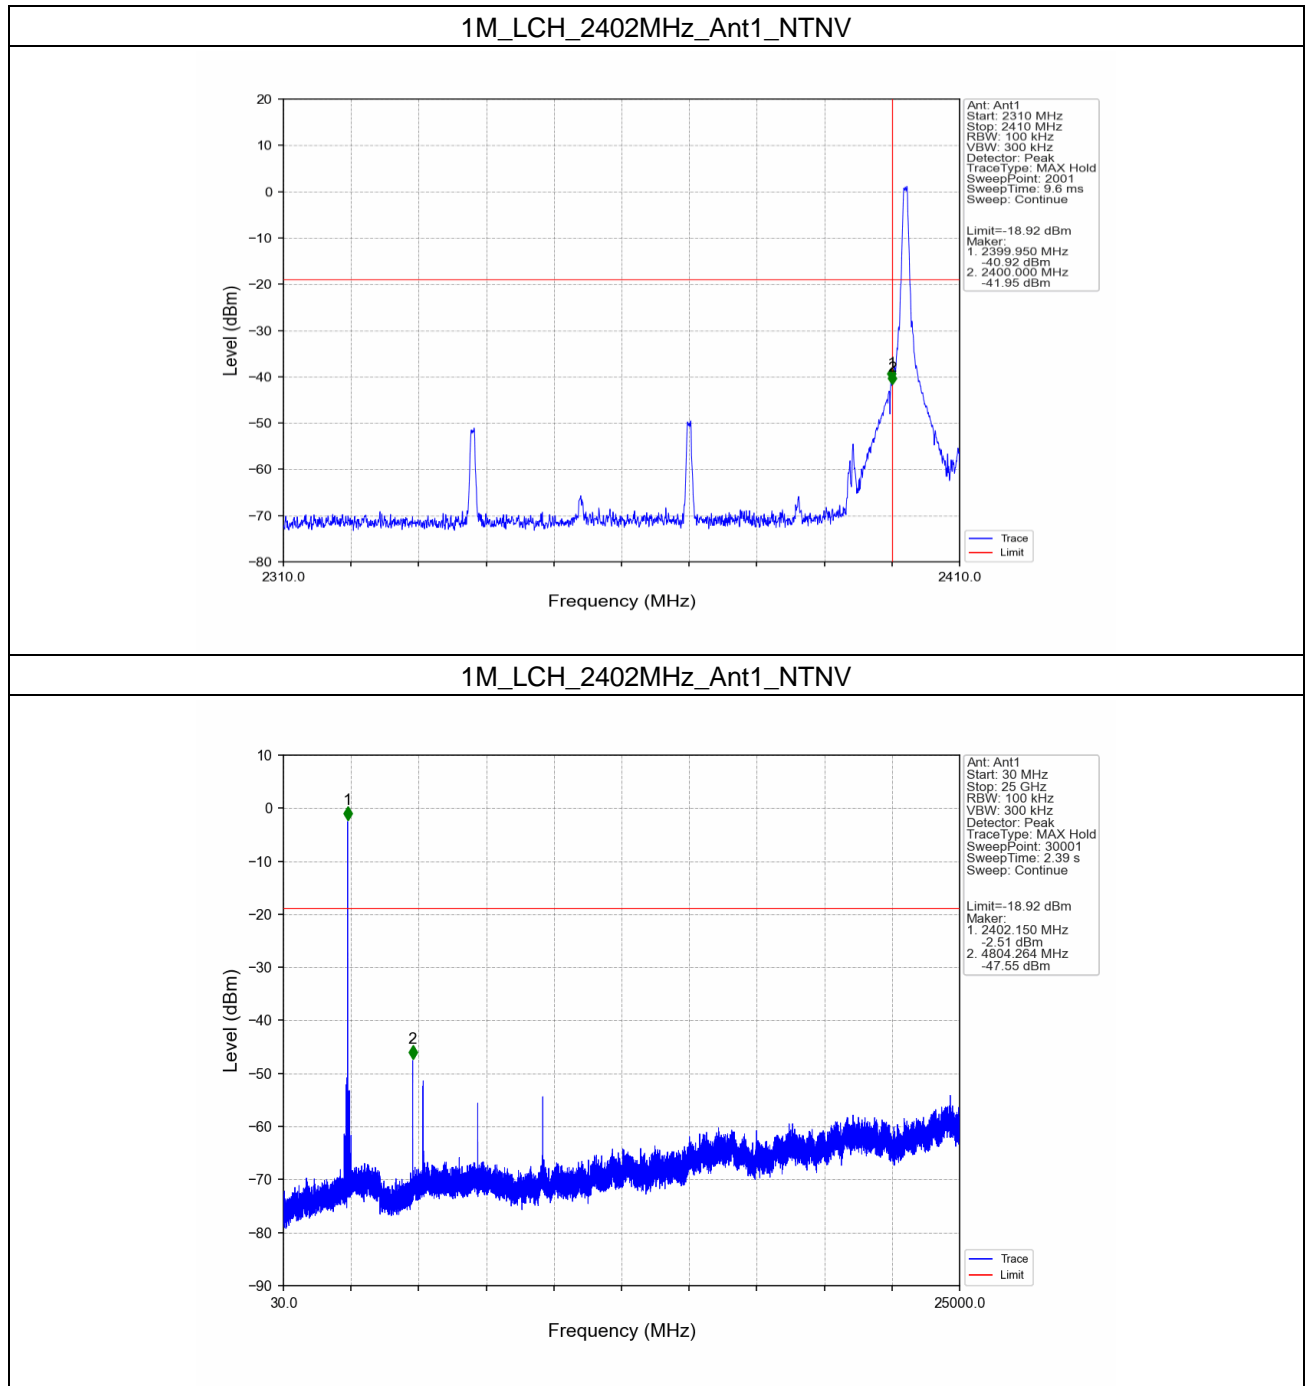 1M_LCH_2402MHz_Ant1_NTNV
20
10
0
−10
−20
−30
−40
−50
−60
−70
−80
Level (dBm)
1
2
2310.0
2410.0
Frequency (MHz)
Ant: Ant1
Start: 2310 MHz
Stop: 2410 MHz
RBW: 100 kHz
VBW: 300 kHz
Detector: Peak
TraceType: MAX Hold
SweepPoint: 2001
SweepTime: 9.6 ms
Sweep: Continue
Limit=-18.92 dBm
Maker:
1. 2399.950 MHz
-40.92 dBm
2. 2400.000 MHz
-41.95 dBm
Trace
Limit
1M_LCH_2402MHz_Ant1_NTNV
10
0
−10
−20
−30
−40
−50
−60
−70
−80
−90
Level (dBm)
1
2
30.0
25000.0
Frequency (MHz)
Ant: Ant1
Start: 30 MHz
Stop: 25 GHz
RBW: 100 kHz
VBW: 300 kHz
Detector: Peak
TraceType: MAX Hold
SweepPoint: 30001
SweepTime: 2.39 s
Sweep: Continue
Limit=-18.92 dBm
Maker:
1. 2402.150 MHz
-2.51 dBm
2. 4804.264 MHz
-47.55 dBm
Trace
Limit